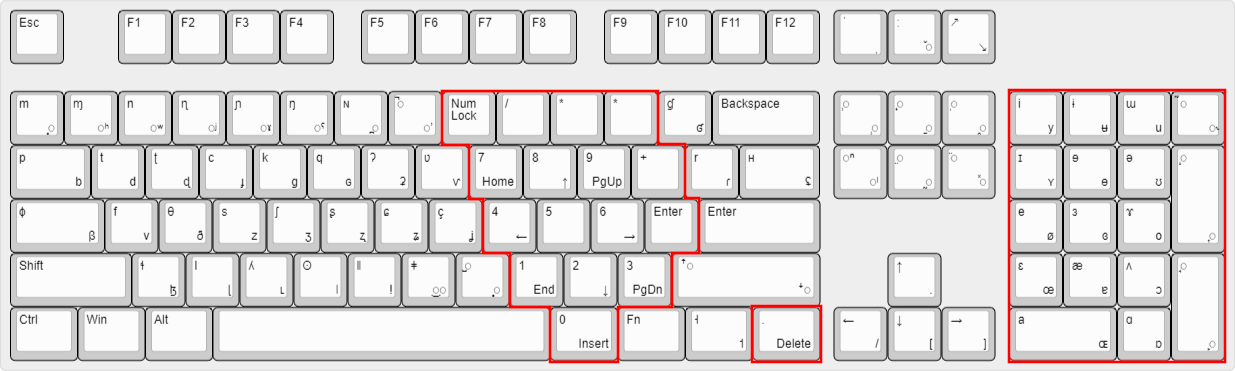 Esc F1 F2 F3 F4 F5 F6 F7 F8 F9 F10 F11 F12 : ↗
↘
m ɱ n ɳ ɲ ŋ ɴ Num Lock / * * ɠ ʛ Backspace i y ɨ ʉ ɯ u
p b t d ʈ ɖ c ɟ k ɡ q ɢ ʔ ʡ ʋ ⱱ 7 Home 8 ↑ 9 PgUp + r ɾ ʜ ʢ ɪ ʏ ɘ ɵ ə ʊ
ɸ β f v θ ð s z ʃ ʒ ʂ ʐ ɕ ʑ ç ʝ 4 ← 5 6 → Enter Enter e ø ɜ ɞ ɤ o
Shift ɬ ɮ l ɭ ʎ ʟ ʘ ǀ ǁ ǃ ǂ 1 End 2 ↓ 3 PgDn ↑ . ɛ œ æ ɐ ʌ ɔ
Ctrl Win Alt 0 Insert Fn ˧ ˦ . Delete ← / ↓ [ → ] a ɶ ɑ ɒ